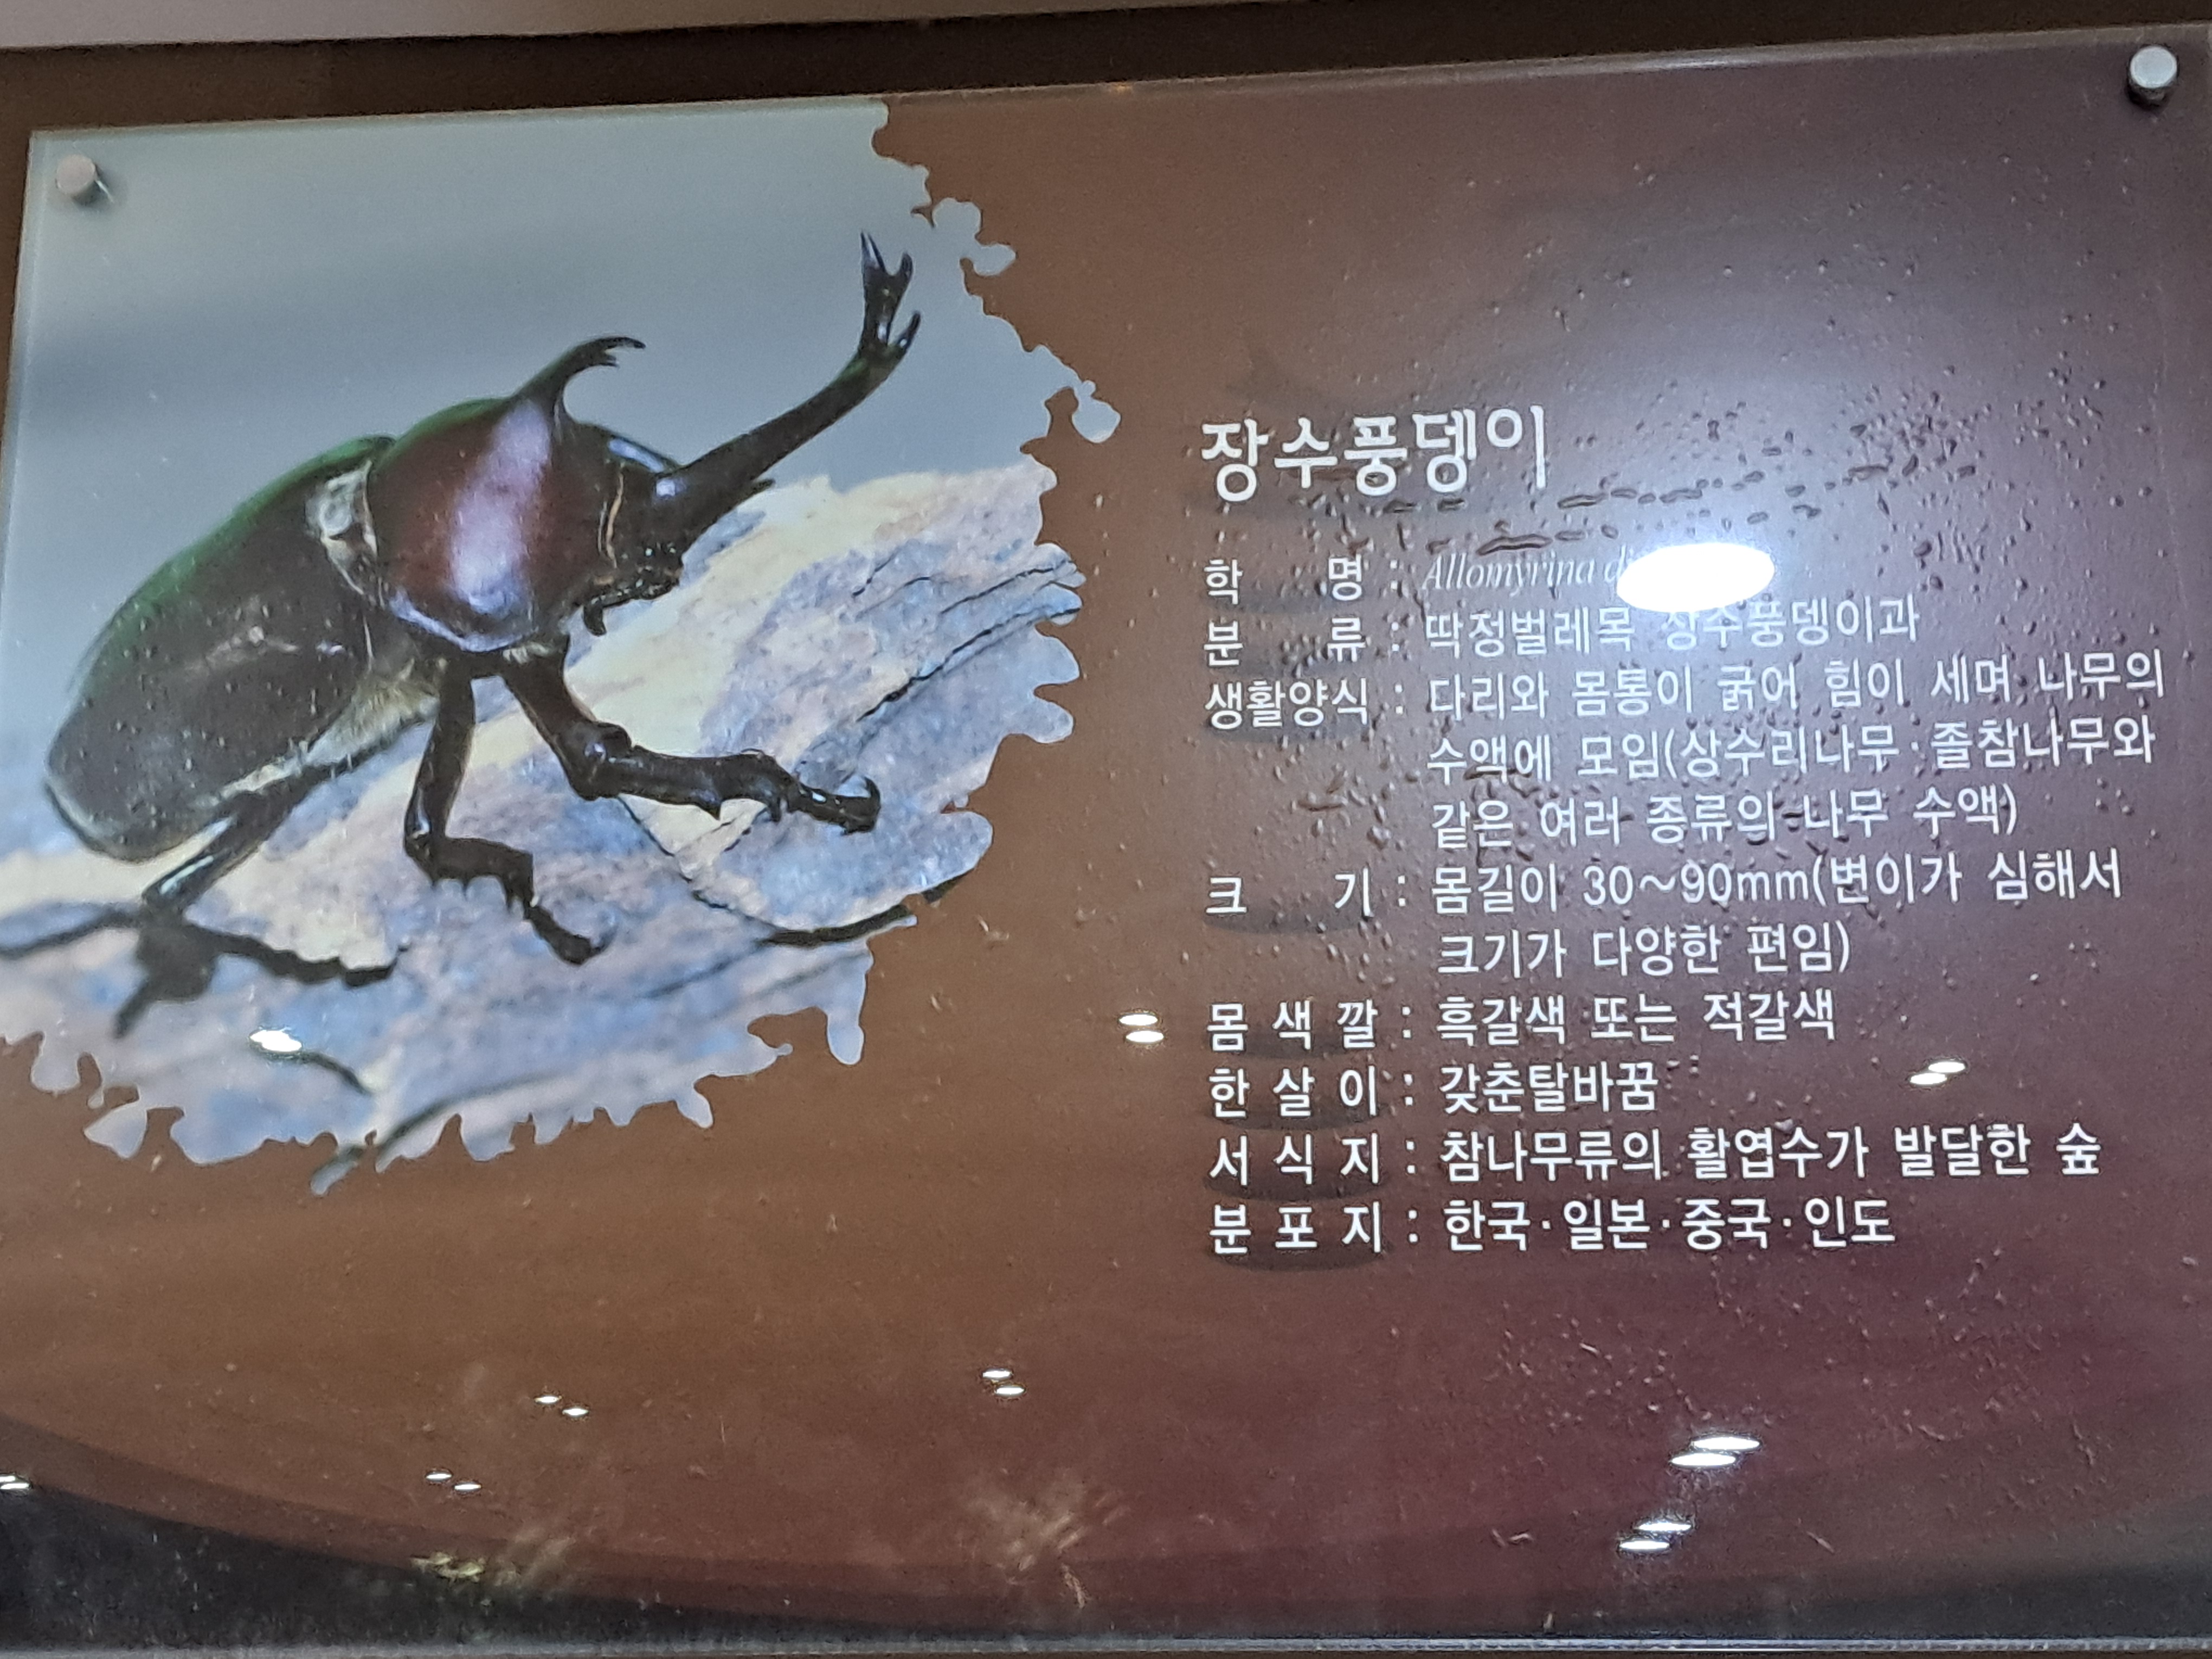 장수풍뎅이
학 명 : Allomyrina
분 류 : 딱정벌레목 장수풍뎅이과
생활양식 : 다리와 몸통이 굵어 힘이 세며 나무의
수액에 모임(상수리나무·졸참나무와
같은 여러 종류의 나무 수액)
크 기 : 몸길이 30~90mm(변이가 심해서
크기가 다양한 편임)
몸 색 깔 : 흑갈색 또는 적갈색
한 살 이 : 갖춘탈바꿈
서 식 지 : 참나무류의 활엽수가 발달한 숲
분 포 지 : 한국·일본·중국·인도